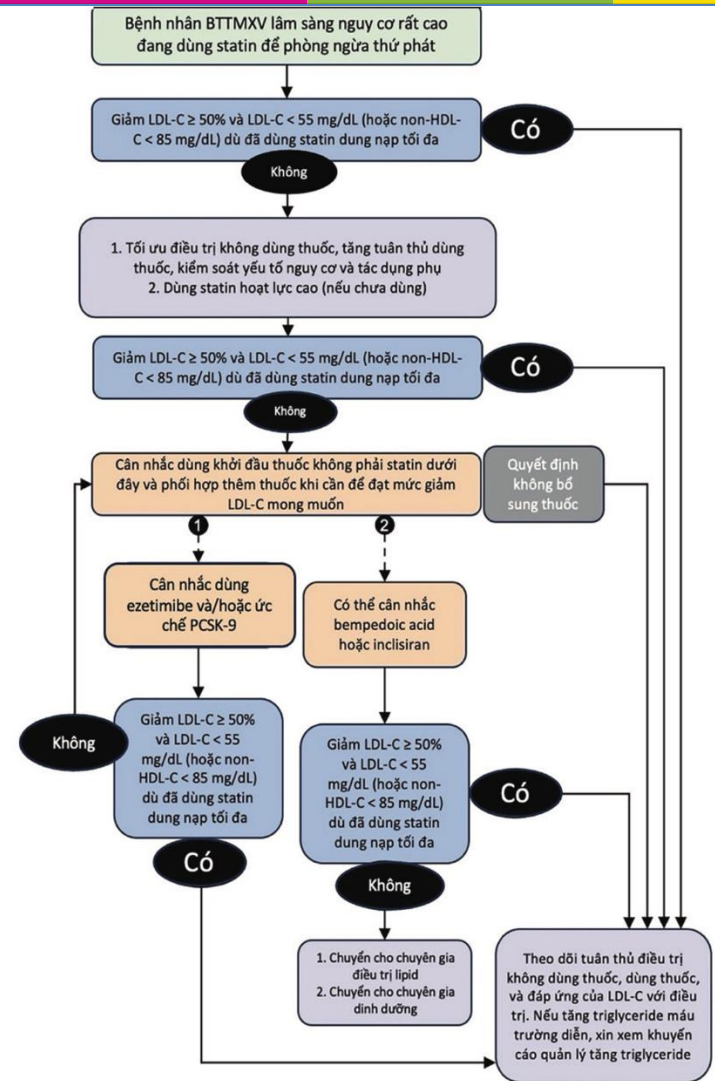 Bệnh nhân BTTMXV lâm sàng nguy cơ rất cao
đang dùng statin để phòng ngừa thứ phát
Giảm LDL-C ≥ 50% và LDL-C < 55 mg/dL (hoặc non-HDL-
C < 85 mg/dL) dù đã dùng statin dung nạp tối đa
Có
Không
1. Tối ưu điều trị không dùng thuốc, tăng tuân thủ dùng
thuốc, kiểm soát yếu tố nguy cơ và tác dụng phụ
2. Dùng statin hoạt lực cao (nếu chưa dùng)
Giảm LDL-C ≥ 50% và LDL-C < 55 mg/dL (hoặc non-HDL-
C < 85 mg/dL) dù đã dùng statin dung nạp tối đa
Có
Không
Cân nhắc dùng khởi đầu thuốc không phải statin dưới
đây và phối hợp thêm thuốc khi cần để đạt mức giảm
LDL-C mong muốn
Quyết định
không bổ
sung thuốc
1
2
Cân nhắc dùng
ezetimibe và/hoặc ức
chế PCSK-9
Có thể cân nhắc
bempedoic acid
hoặc inclisiran
Giảm LDL-C ≥ 50%
và LDL-C < 55
mg/dL (hoặc non-
HDL-C < 85 mg/dL)
dù đã dùng statin
dung nạp tối đa
Không
Có
Giảm LDL-C ≥ 50%
và LDL-C < 55
mg/dL (hoặc non-
HDL-C < 85 mg/dL)
dù đã dùng statin
dung nạp tối đa
Có
Không
1. Chuyển cho chuyên gia
điều trị lipid
2. Chuyển cho chuyên gia
dinh dưỡng
Theo dõi tuân thủ điều trị
không dùng thuốc, dùng thuốc,
và đáp ứng của LDL-C với điều
trị. Nếu tăng triglyceride máu
trường diễn, xin xem khuyến
cáo quản lý tăng triglyceride